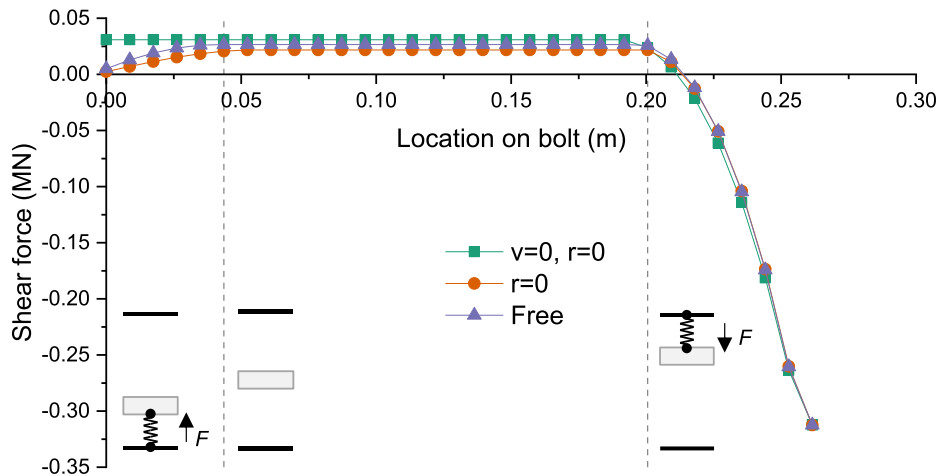 0.05
0.00
-0.05
-0.10
-0.15
-0.20
-0.25
-0.30
-0.35
Shear force (MN)
0.00 0.05 0.10 0.15 0.20 0.25 0.30
Location on bolt (m)
v=0, r=0
r=0
Free
F
F